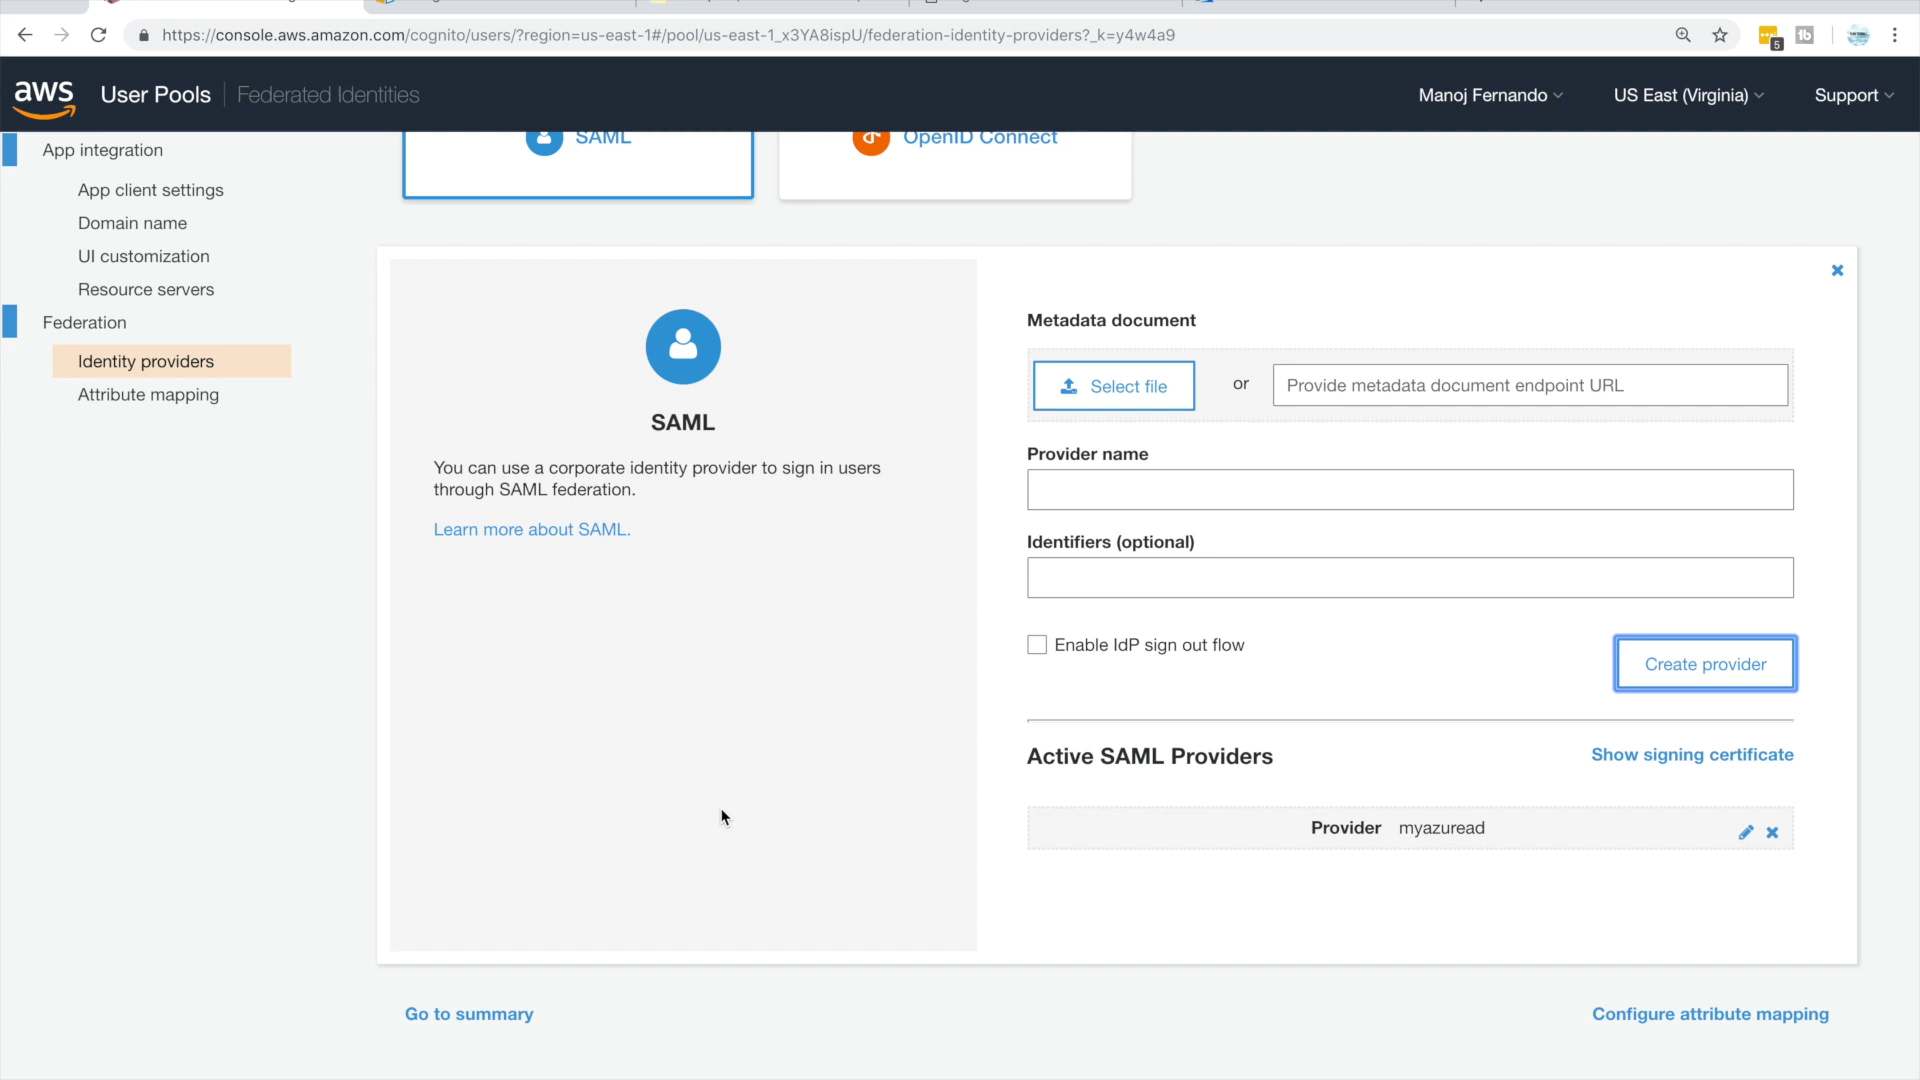 https://console.aws.amazon.com/cognito/users/?region=us-east-1#/pool/us-east-1_x3YA8ispU/federation-identity-providers?_k=y4w4a9
5
aws
User Pools
Federated Identities
Manoj Fernando
US East (Virginia)
Support
App integration
App client settings
Domain name
UI customization
Resource servers
Federation
Identity providers
Attribute mapping
SAML
OpenID Connect
SAML
You can use a corporate identity provider to sign in users
through SAML federation.
Learn more about SAML.
Metadata document
Select file
or
Provide metadata document endpoint URL
Provider name
Identifiers (optional)
Enable IdP sign out flow
Create provider
Active SAML Providers
Show signing certificate
Provider myazuread
Go to summary
Configure attribute mapping